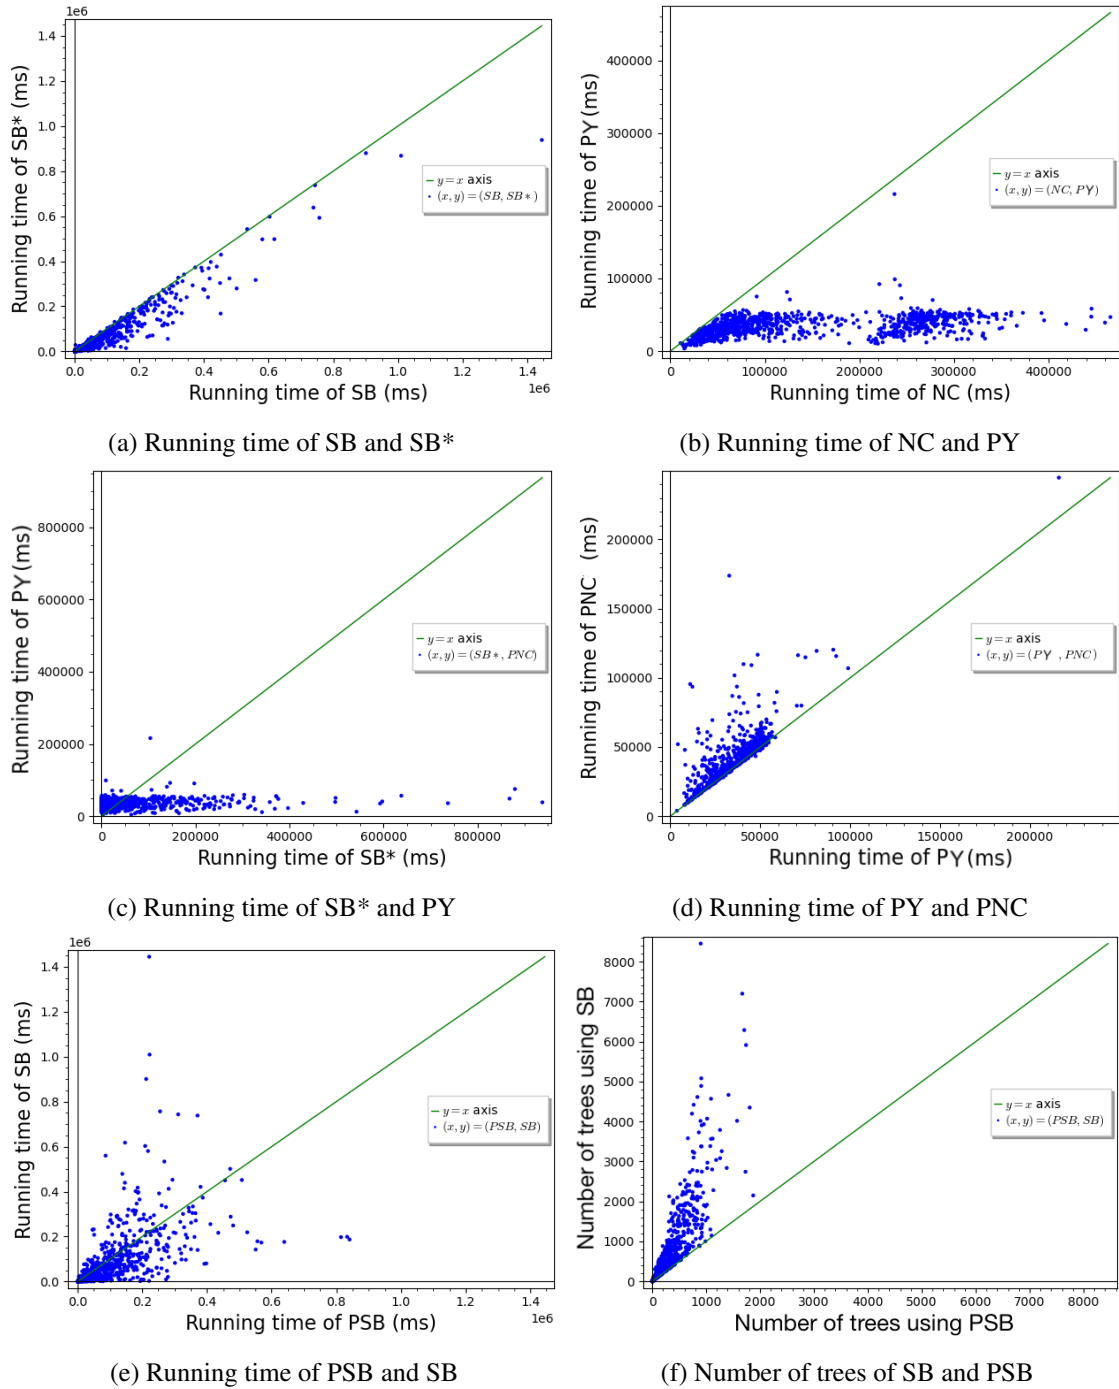 1e6
1.4
1.2
1.0
0.8
0.6
0.4
0.2
0.0
Running time of SB* (ms)
y = x axis
(x, y) = (SB, SB*)
0.0 0.2 0.4 0.6 0.8 1.0 1.2 1.4
1e6
Running time of SB (ms)
(a) Running time of SB and SB*
400000
300000
200000
100000
0
Running time of PY (ms)
y = x axis
(x, y) = (NC, PY)
0 100000 200000 300000 400000
Running time of NC (ms)
(b) Running time of NC and PY
800000
600000
400000
200000
0
Running time of PY (ms)
y = x axis
(x, y) = (SB*, PNC)
0 200000 400000 600000 800000
Running time of SB* (ms)
(c) Running time of SB* and PY
200000
150000
100000
50000
0
Running time of PNC (ms)
y = x axis
(x, y) = (PY , PNC)
0 50000 100000 150000 200000
Running time of PY (ms)
(d) Running time of PY and PNC
1e6
1.4
1.2
1.0
0.8
0.6
0.4
0.2
0.0
Running time of SB (ms)
y = x axis
(x, y) = (PSB, SB)
0.0 0.2 0.4 0.6 0.8 1.0 1.2 1.4
1e6
Running time of PSB (ms)
(e) Running time of PSB and SB
8000
7000
6000
5000
4000
3000
2000
1000
0
Number of trees using SB
y = x axis
(x, y) = (PSB, SB)
0 1000 2000 3000 4000 5000 6000 7000 8000
Number of trees using PSB
(f) Number of trees of SB and PSB